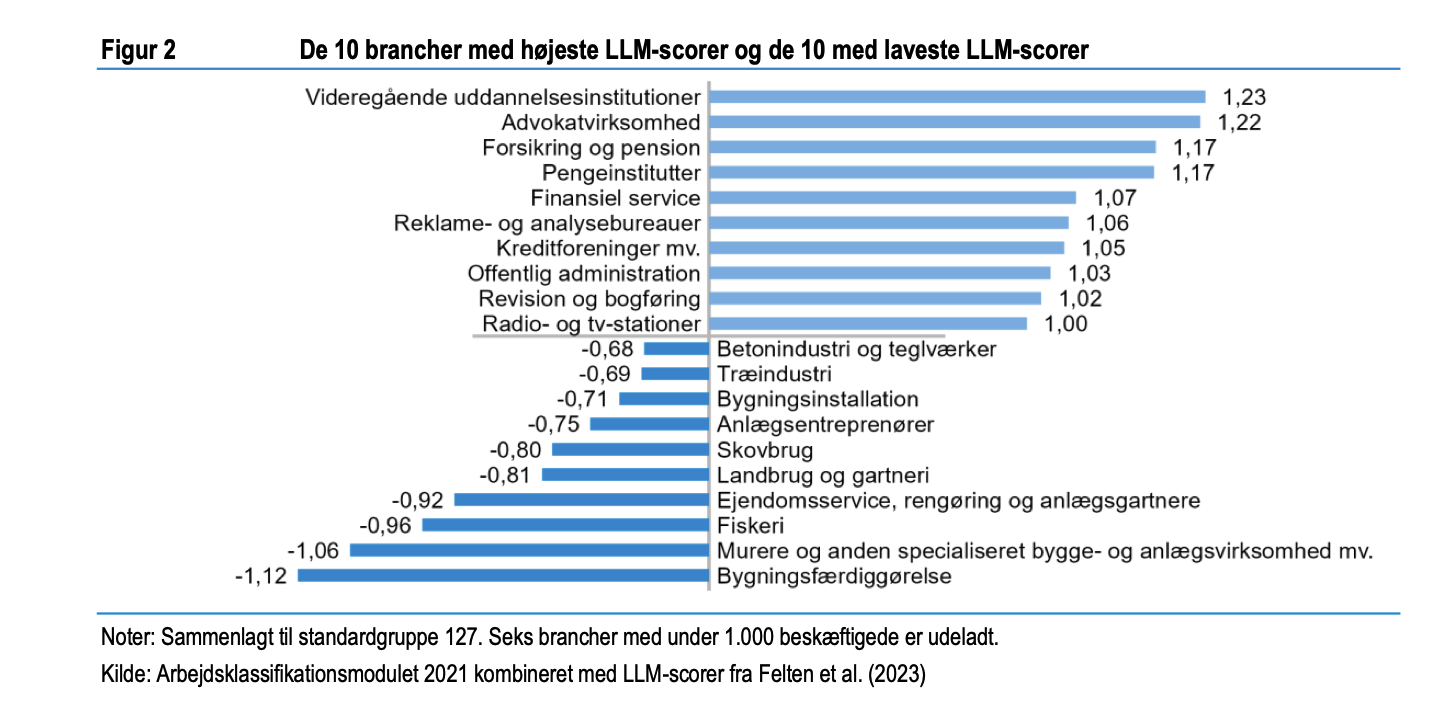 Figur 2 De 10 brancher med højeste LLM-scorer og de 10 med laveste LLM-scorer
Videregående uddannelsesinstitutioner 1,23
Advokatvirksomhed 1,22
Forsikring og pension 1,17
Pengeinstitutter 1,17
Finansiel service 1,07
Reklame- og analysebureauer 1,06
Kreditforeninger mv. 1,05
Offentlig administration 1,03
Revision og bogføring 1,02
Radio- og tv-stationer 1,00
-0,68 Betonindustri og teglværker
-0,69 Træindustri
-0,71 Bygningsinstallation
-0,75 Anlægsentreprenører
-0,80 Skovbrug
-0,81 Landbrug og gartneri
-0,92 Ejendomsservice, rengøring og anlægsgartnere
-0,96 Fiskeri
-1,06 Murere og anden specialiseret bygge- og anlægsvirksomhed mv.
-1,12 Bygningsfærdiggørelse
Noter: Sammenlagt til standardgruppe 127. Seks brancher med under 1.000 beskæftigede er udeladt.
Kilde: Arbejdsklassifikationsmodulet 2021 kombineret med LLM-scorer fra Felten et al. (2023)